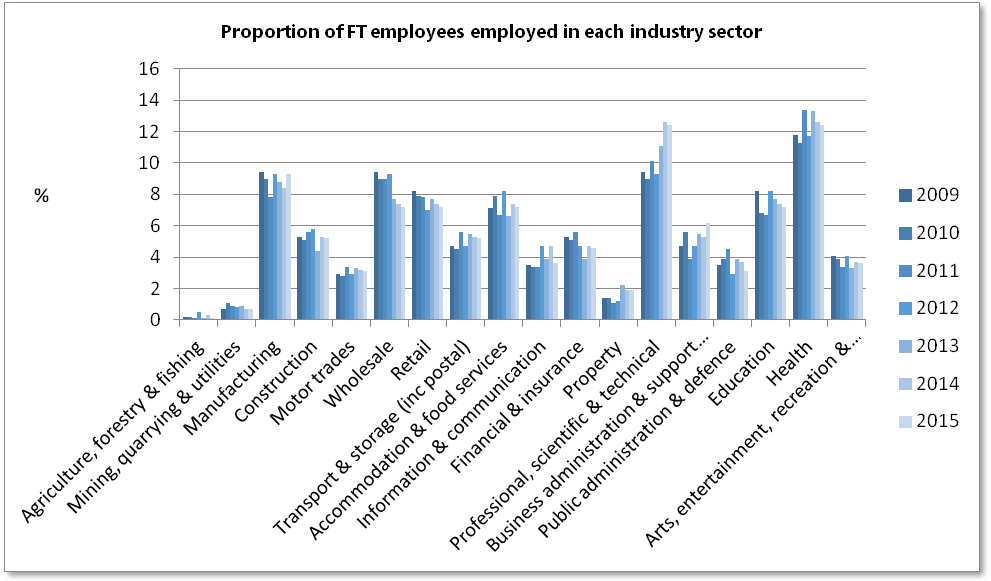 Proportion of FT employees employed in each industry sector
16
14
12
10
8
6
4
2
0
%
Agriculture, forestry & fishing
Mining, quarrying & utilities
Manufacturing
Construction
Motor trades
Wholesale
Retail
Transport & storage (inc postal)
Accommodation & food services
Information & communication
Financial & insurance
Property
Professional, scientific & technical
Business administration & support...
Public administration & defence
Education
Health
Arts, entertainment, recreation &...
2009
2010
2011
2012
2013
2014
2015